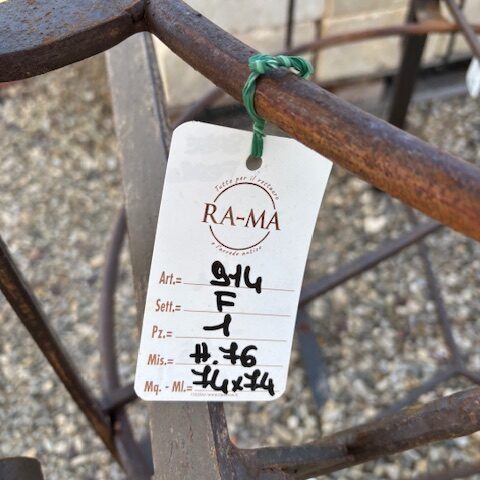 Tutto per il restauro
RA-MA
e l'arredo antico
Art.= 914
Sett.= F
Pz.= 1
Mis.= H.76
Mq. - Ml.= 74x74